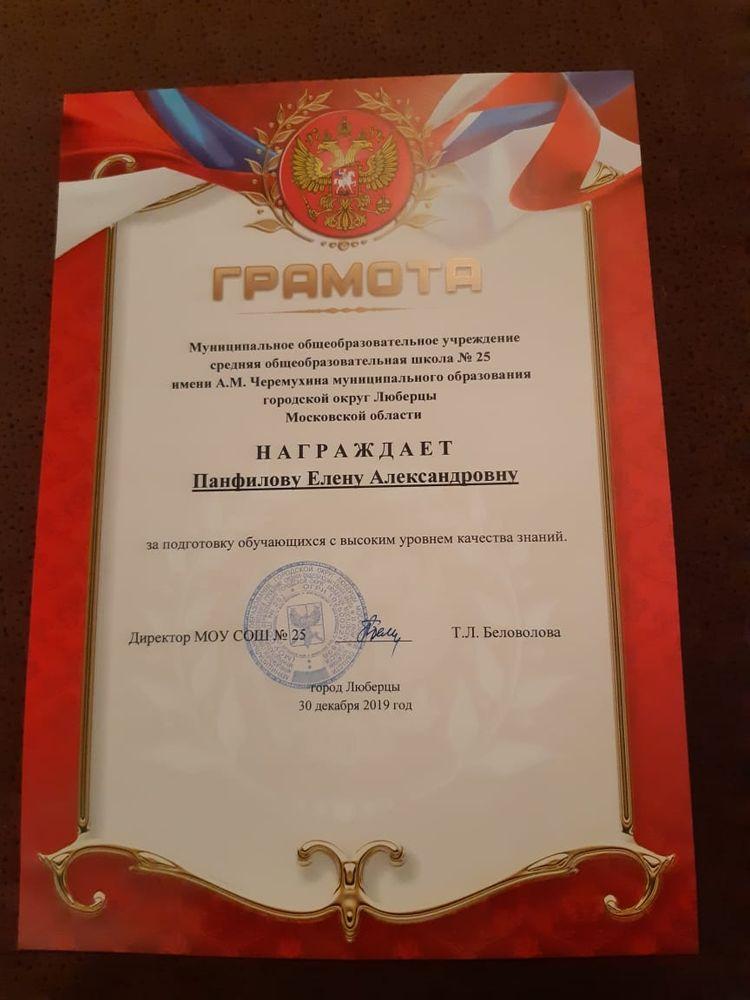 ГРАМОТА
Муниципальное общеобразовательное учреждение
средняя общеобразовательная школа № 25
имени А.М. Черемухина муниципального образования
городской округ Люберцы
Московской области
НАГРАЖДАЕТ
Панфилову Елену Александровну
за подготовку обучающихся с высоким уровнем качества знаний.
Директор МОУ СОШ № 25 Т.Л. Беловолова
город Люберцы
30 декабря 2019 год